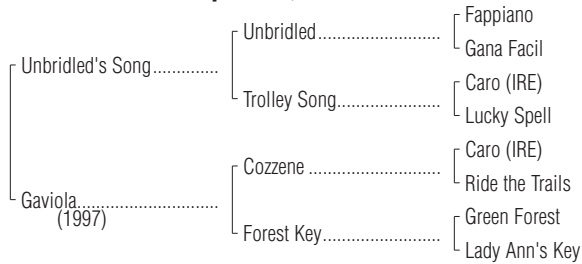 Fappiano
Unbridled..................
Gana Facil
Unbridled's Song.............
Caro (IRE)
Trolley Song....................
Lucky Spell
Caro (IRE)
Cozzene ......................
Ride the Trails
Gaviola............................
(1997)
Green Forest
Forest Key.......................
Lady Ann's Key